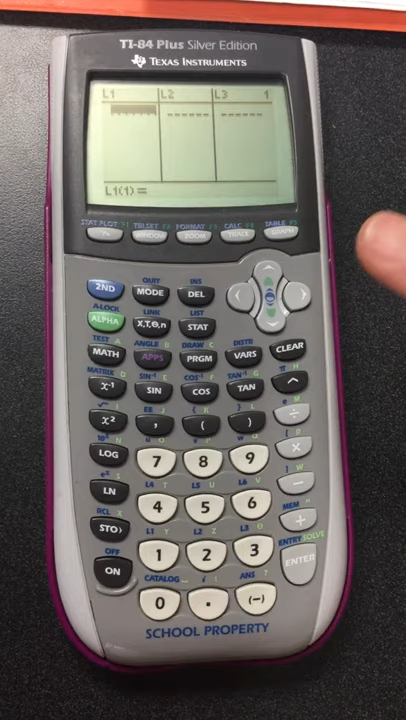 TI-84 Plus Silver Edition
TEXAS INSTRUMENTS
L1 L2 L3 1
L1(1)=
STAT PLOT F1 TBLSET F2 FORMAT F3 CALC F4 TABLE F5
Y= WINDOW ZOOM TRACE GRAPH
QUIT INS
2ND MODE DEL
A-LOCK LINK LIST
ALPHA X,T,Θ,n STAT
TEST A ANGLE B DRAW C DISTR
MATH APPS PRGM VARS CLEAR
MATRIX D SIN⁻¹ E COS⁻¹ F TAN⁻¹ G π H
x⁻¹ SIN COS TAN ^
√ I EE J { K } L e M
x² , ( ) ÷
10ˣ N u O v P w Q [ R
LOG 7 8 9 ×
eˣ S L4 T L5 U L6 V ] W
LN 4 5 6 −
RCL X L1 Y L2 Z L3 θ MEM "
STO▸ 1 2 3 +
OFF CATALOG ⎵ i : ANS ? ENTRY SOLVE
ON 0 . (−) ENTER
SCHOOL PROPERTY